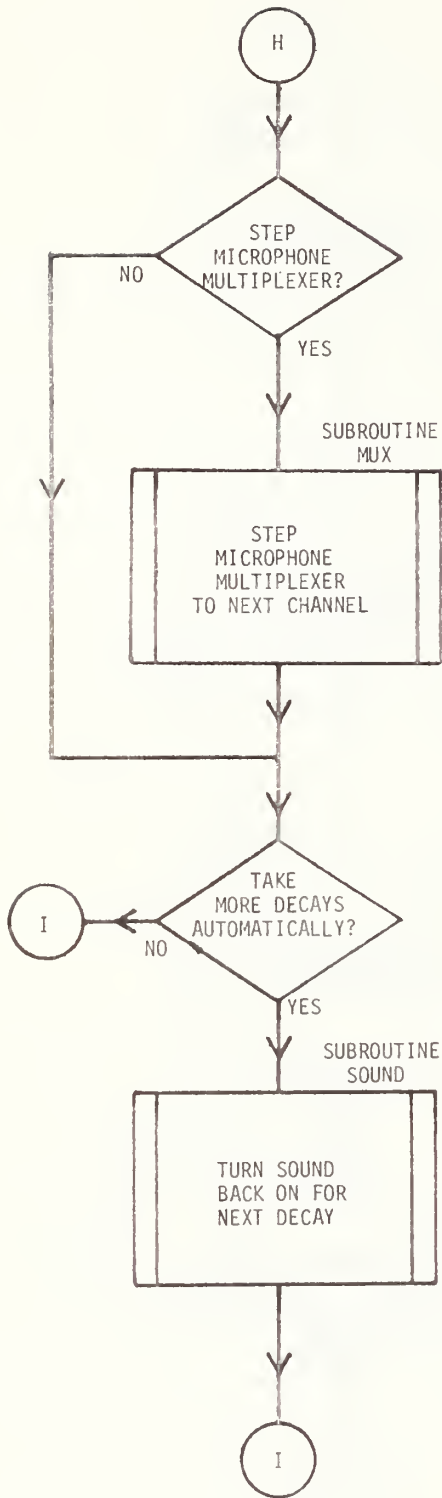 H
STEP
MICROPHONE
MULTIPLEXER?
NO
YES
SUBROUTINE
MUX
STEP
MICROPHONE
MULTIPLEXER
TO NEXT CHANNEL
TAKE
MORE DECAYS
AUTOMATICALLY?
I
NO
YES
SUBROUTINE
SOUND
TURN SOUND
BACK ON FOR
NEXT DECAY
I